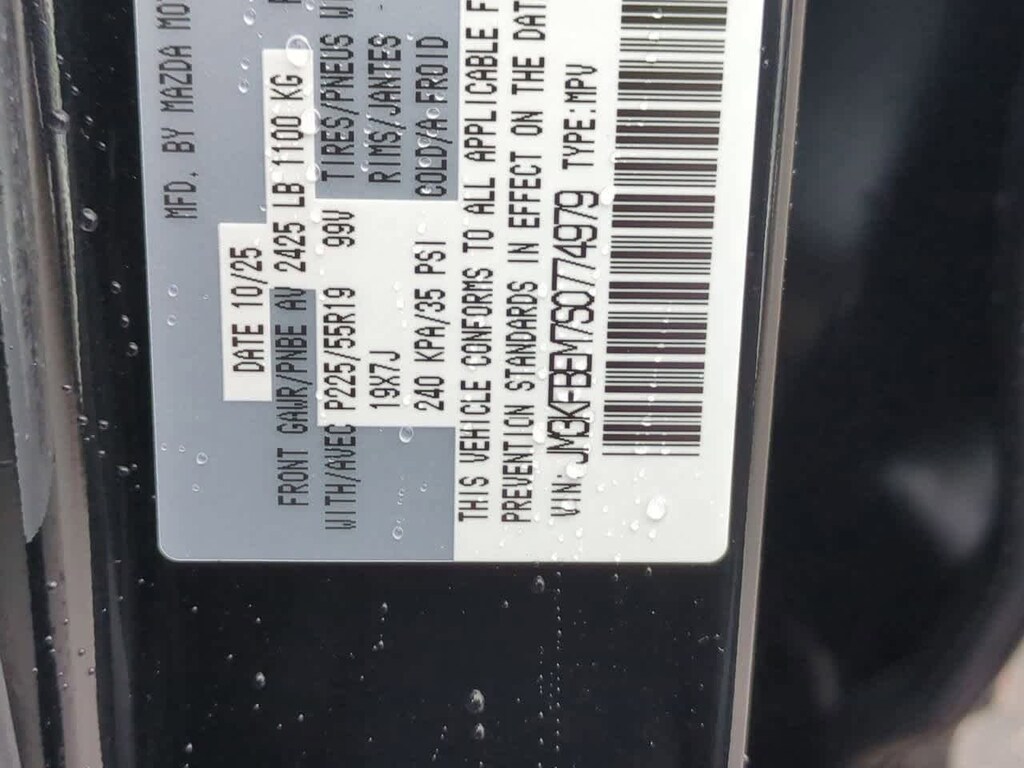 MFD. BY MAZDA MO
DATE 10/25
FRONT GAWR/PNBE AV 2425 LB 1100 KG
WITH/AVEC P225/55R19 99V TIRES/PNEUS
19X7J RIMS/JANTES
240 KPA/35 PSI COLD/A FROID
THIS VEHICLE CONFORMS TO ALL APPLICABLE F
PREVENTION STANDARDS IN EFFECT ON THE DAT
VIN: JM3KFBEM7S0774979 TYPE:MPV